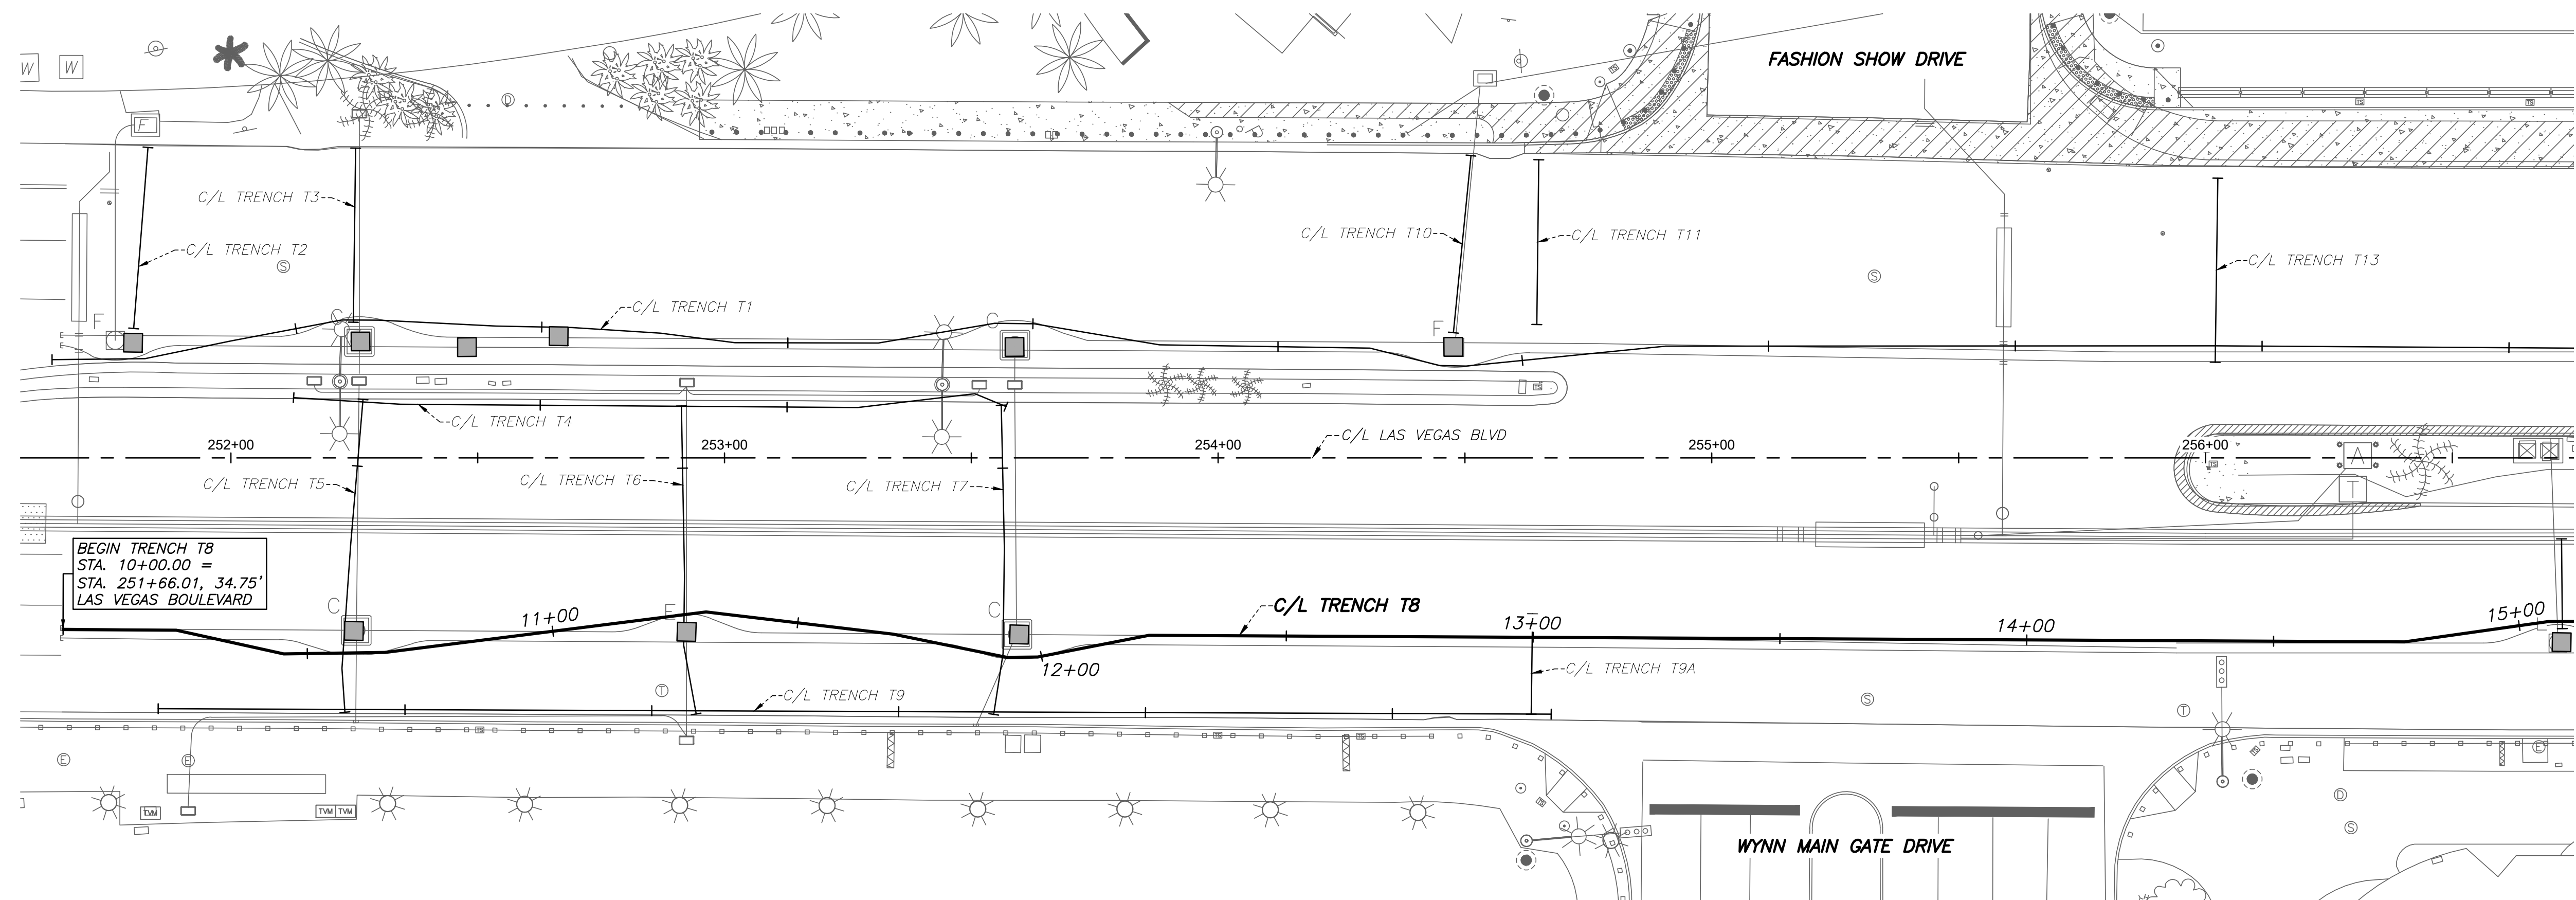 FASHION SHOW DRIVE
W
W
D
F
C/L TRENCH T3
C/L TRENCH T2
S
C/L TRENCH T10
C/L TRENCH T11
C/L TRENCH T13
S
C/L TRENCH T1
F
C
C
F
C/L TRENCH T4
C/L LAS VEGAS BLVD
252+00
253+00
254+00
255+00
256+00
C/L TRENCH T5
C/L TRENCH T6
C/L TRENCH T7
T
BEGIN TRENCH T8
STA. 10+00.00 =
STA. 251+66.01, 34.75'
LAS VEGAS BOULEVARD
C
11+00
C
C/L TRENCH T8
12+00
13+00
14+00
15+00
C/L TRENCH T9A
C/L TRENCH T9
T
S
T
E
E
E
TVM
TVM
TVM
D
S
WYNN MAIN GATE DRIVE